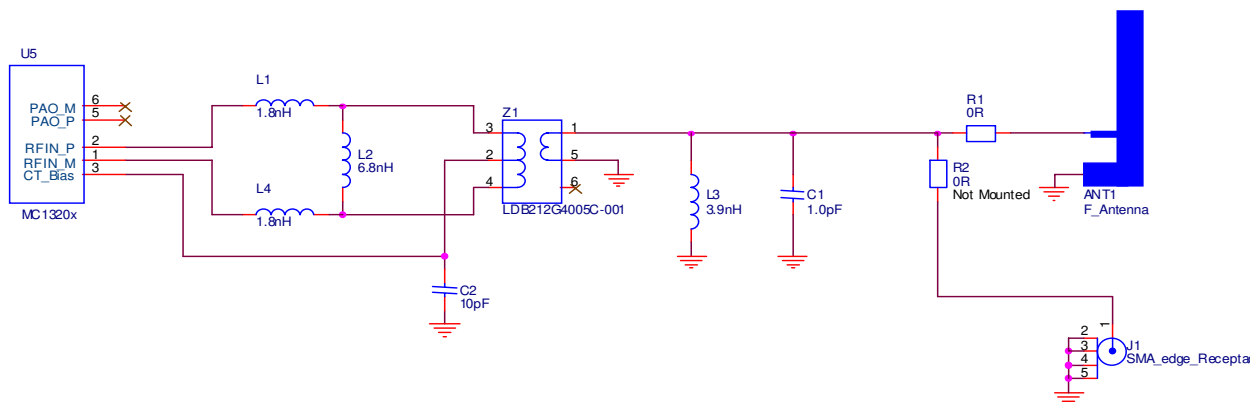 U5
PAO_M 6
PAO_P 5
RFIN_P 2
RFIN_M 1
CT_Bias 3
MC1320x
L1
1.8nH
L2
6.8nH
L4
1.8nH
C2
10pF
Z1
3
2
4
1
5
6
LDB212G4005C-001
L3
3.9nH
C1
1.0pF
R1
0R
R2
0R
Not Mounted
ANT1
F_Antenna
1
2
3
4
5
J1
SMA_edge_Recepta